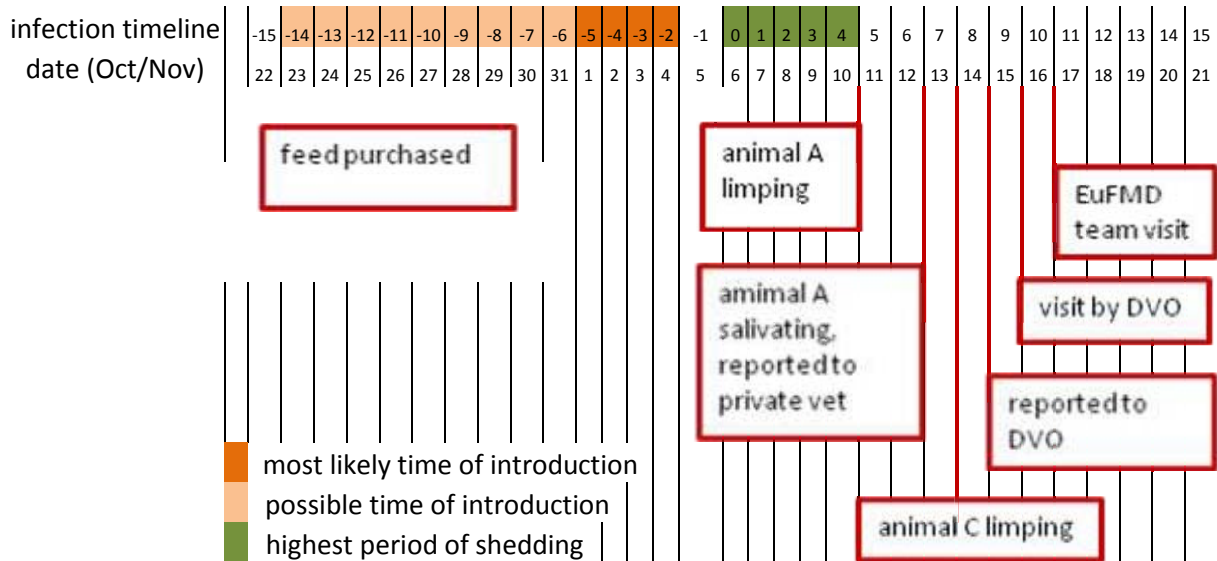 infection timeline -15 -14 -13 -12 -11 -10 -9 -8 -7 -6 -5 -4 -3 -2 -1 0 1 2 3 4 5 6 7 8 9 10 11 12 13 14 15
date (Oct/Nov) 22 23 24 25 26 27 28 29 30 31 1 2 3 4 5 6 7 8 9 10 11 12 13 14 15 16 17 18 19 20 21
feed purchased
animal A
limping
EuFMD
team visit
amimal A
salivating,
reported to
private vet
visit by DVO
reported to
DVO
most likely time of introduction
possible time of introduction
animal C limping
highest period of shedding